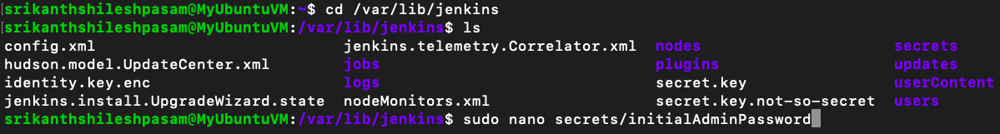 srikanthshileshpasam@MyUbuntuVM:~$ cd /var/lib/jenkins
srikanthshileshpasam@MyUbuntuVM:/var/lib/jenkins$ ls
config.xml jenkins.telemetry.Correlator.xml nodes secrets
hudson.model.UpdateCenter.xml jobs plugins updates
identity.key.enc logs secret.key userContent
jenkins.install.UpgradeWizard.state nodeMonitors.xml secret.key.not-so-secret users
srikanthshileshpasam@MyUbuntuVM:/var/lib/jenkins$ sudo nano secrets/initialAdminPassword